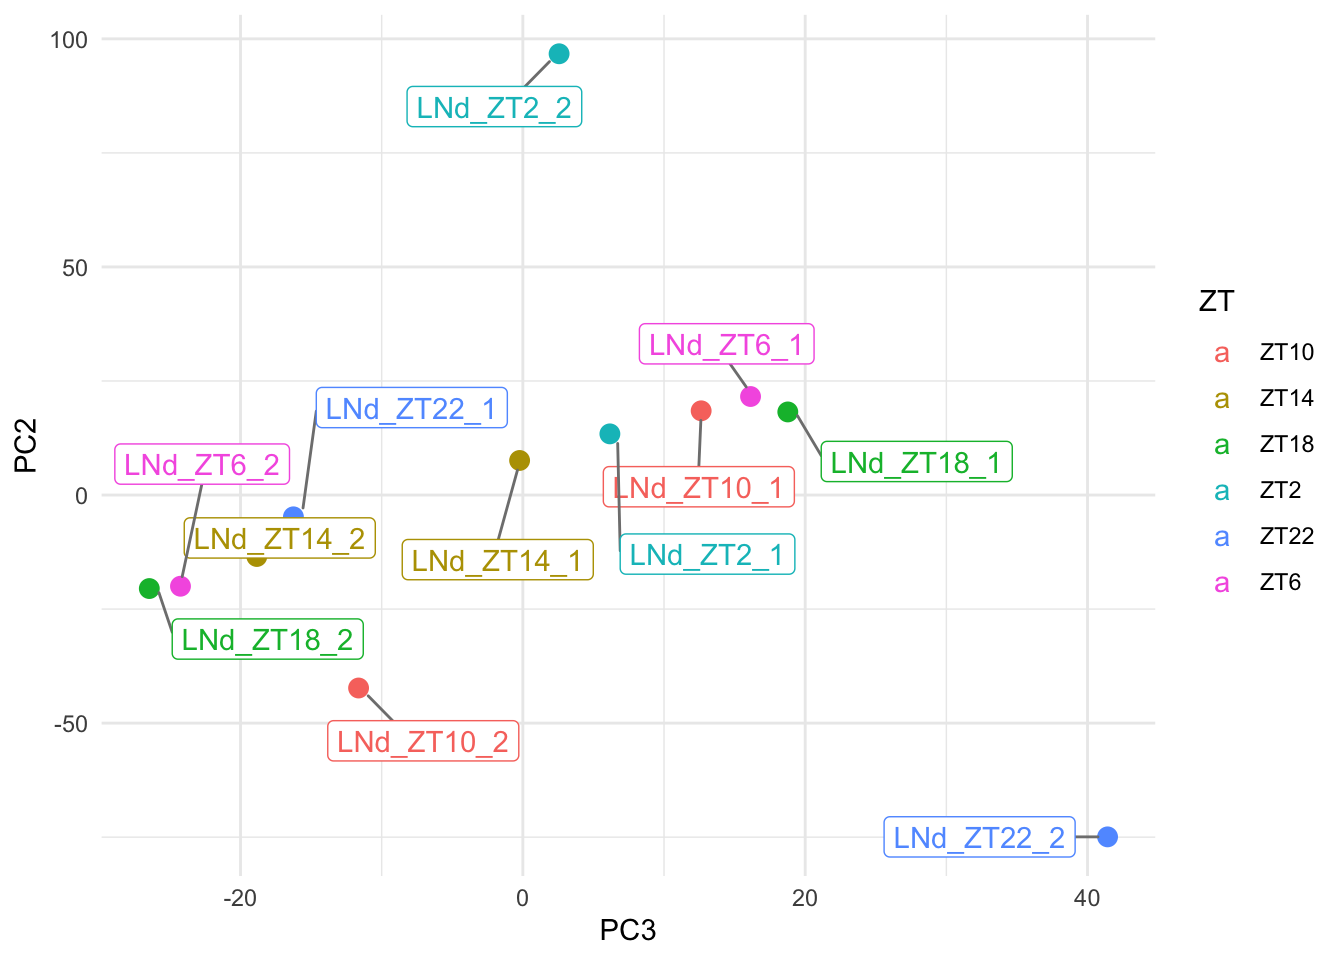 100
50
0
-50
PC2
LNd_ZT2_2
LNd_ZT6_1
LNd_ZT22_1
LNd_ZT6_2
LNd_ZT18_1
LNd_ZT10_1
LNd_ZT14_2
LNd_ZT14_1
LNd_ZT2_1
LNd_ZT18_2
LNd_ZT10_2
LNd_ZT22_2
-20
0
20
40
PC3
ZT
a ZT10
a ZT14
a ZT18
a ZT2
a ZT22
a ZT6